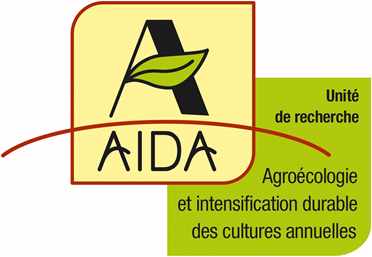 A
AIDA
Unité
de recherche
Agroécologie
et intensification durable
des cultures annuelles